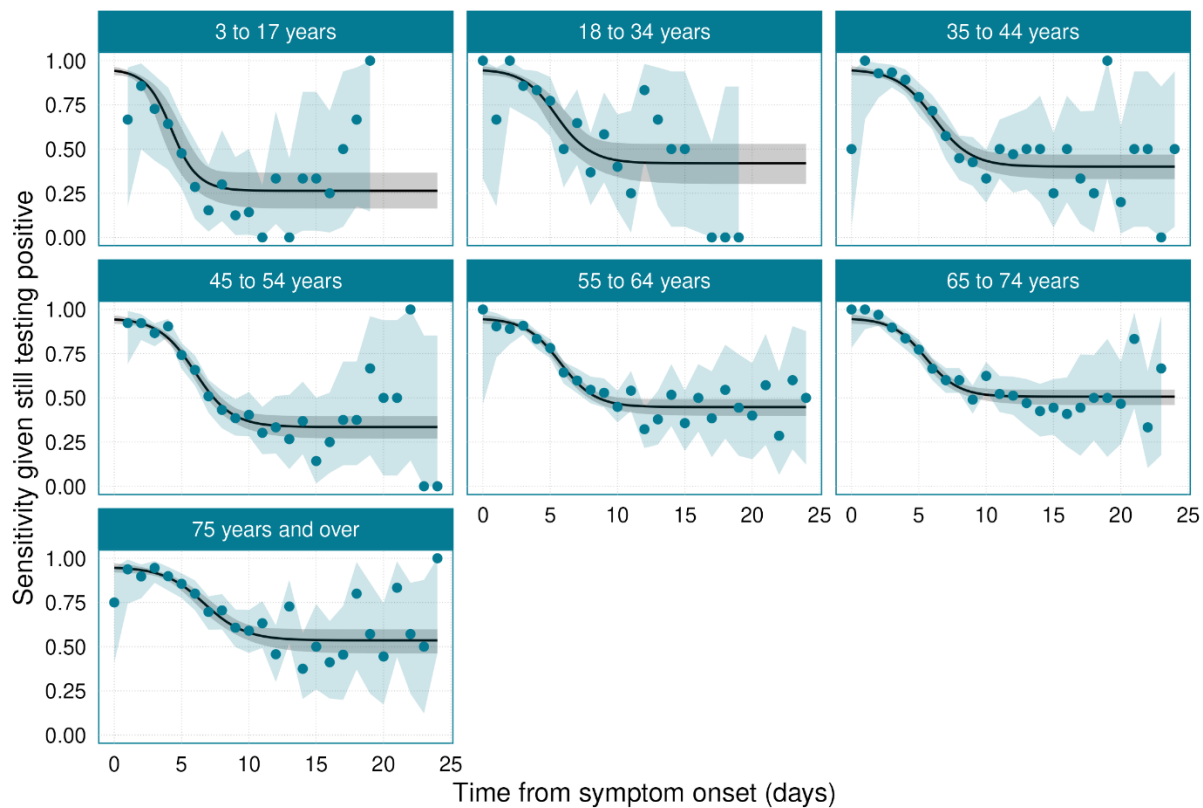 3 to 17 years
18 to 34 years
35 to 44 years
1.00
0.75
0.50
0.25
0.00
45 to 54 years
55 to 64 years
65 to 74 years
1.00
0.75
0.50
0.25
0.00
0 5 10 15 20 25
0 5 10 15 20 25
75 years and over
1.00
0.75
0.50
0.25
0.00
0 5 10 15 20 25
Sensitivity given still testing positive
Time from symptom onset (days)